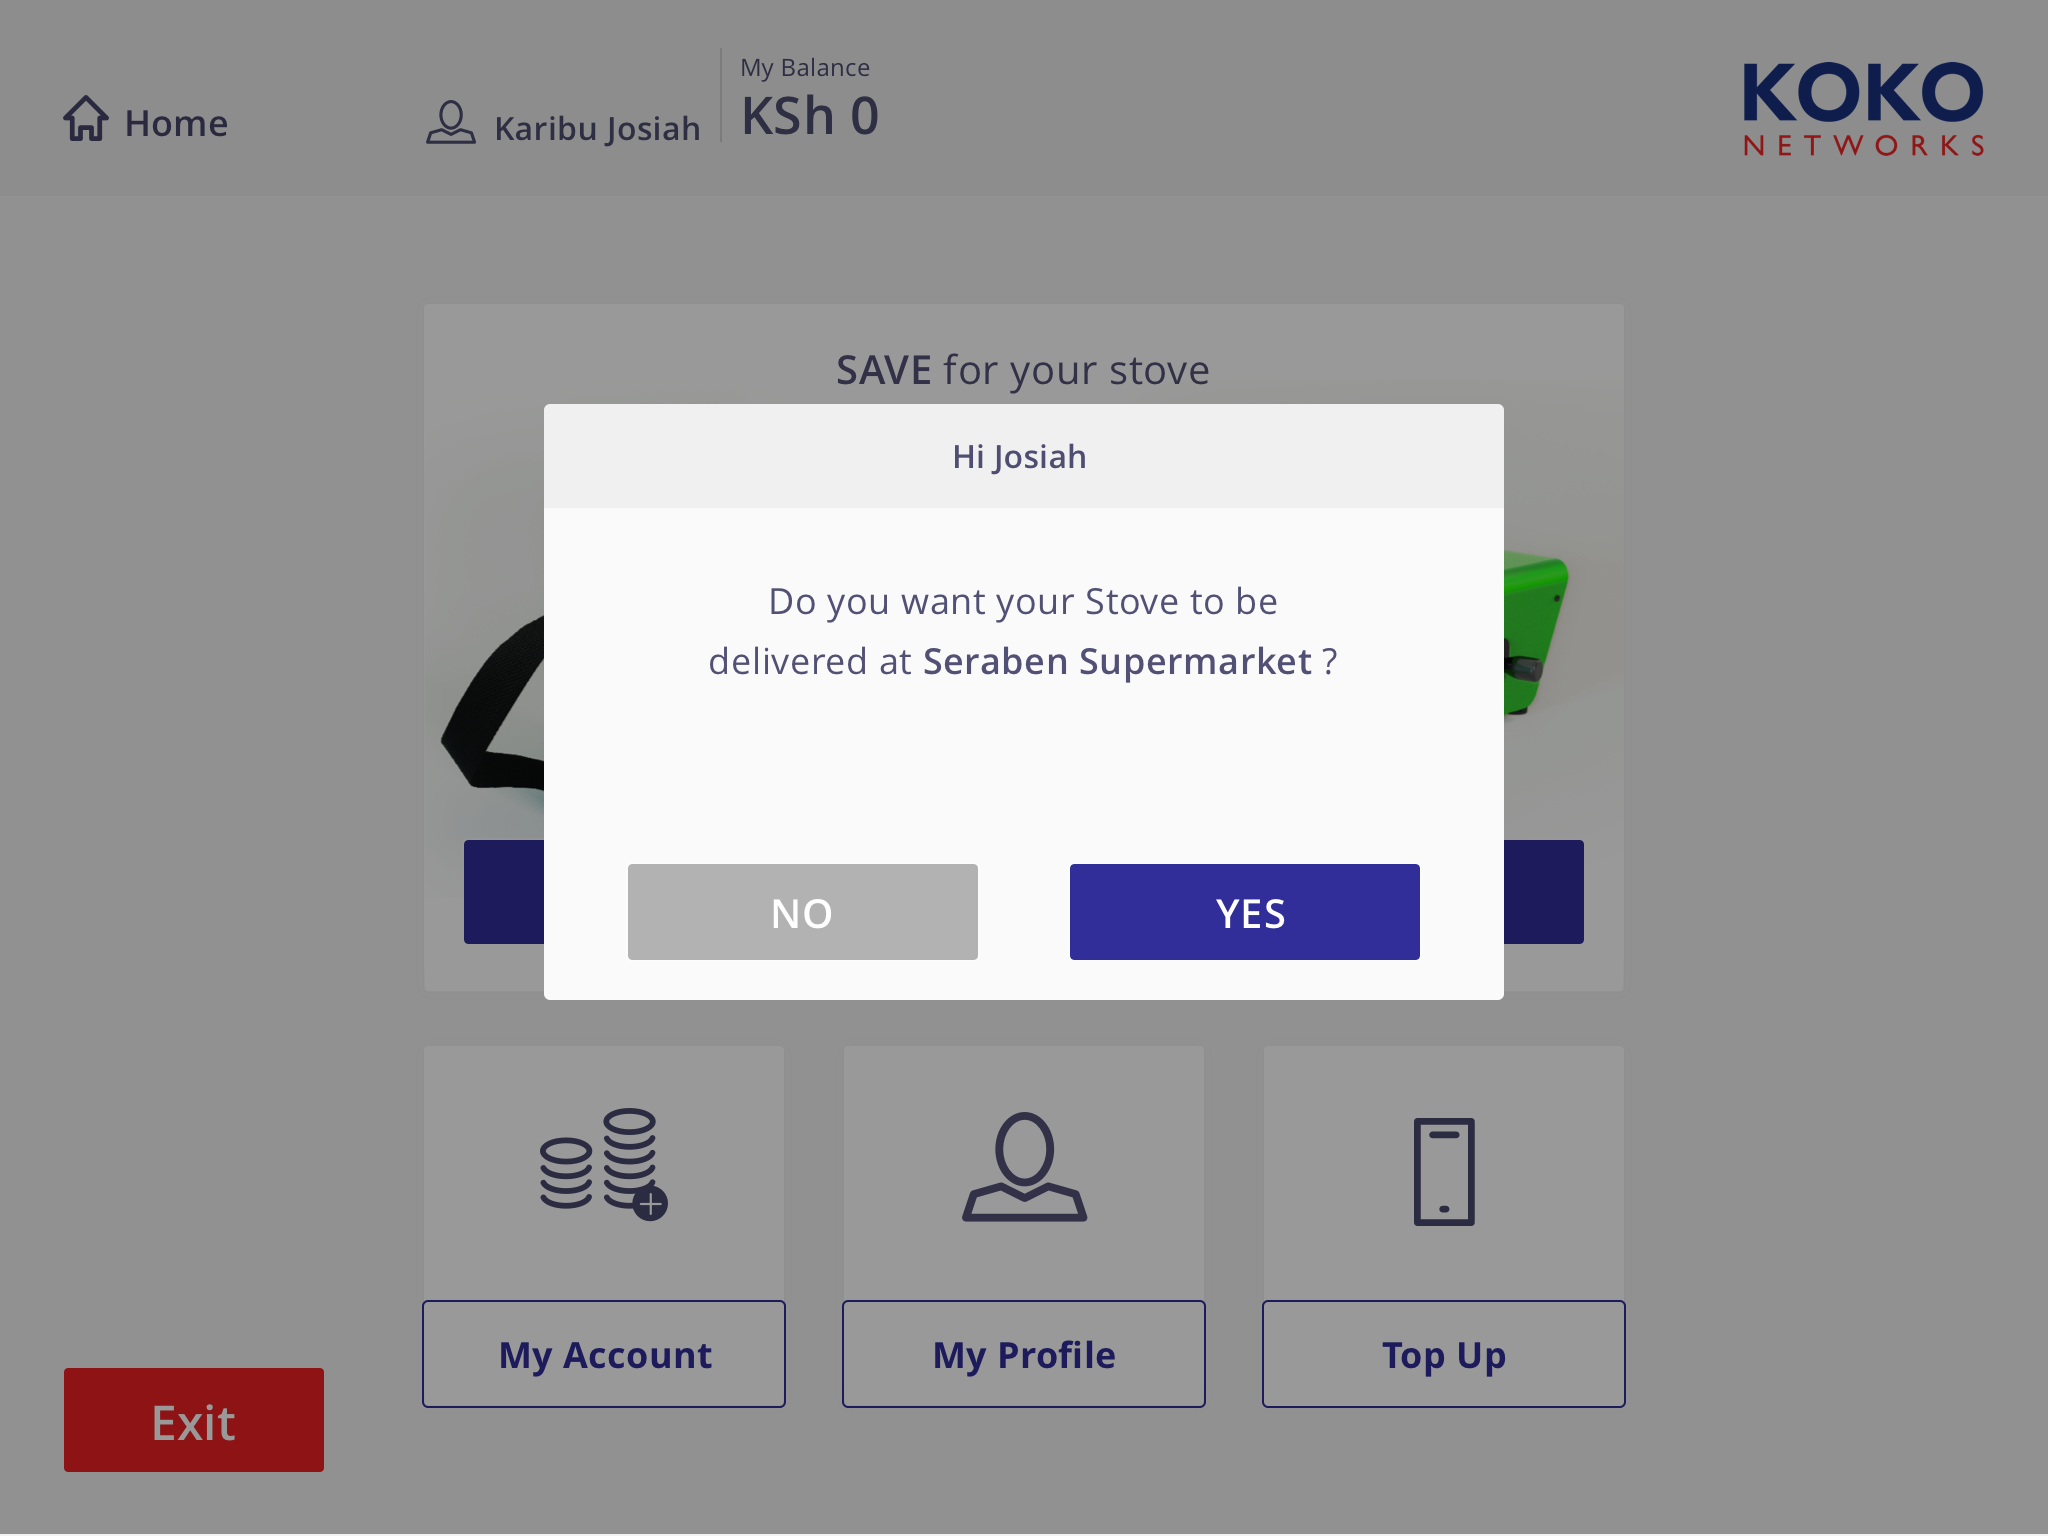 Home
Karibu Josiah
My Balance
KSh 0
KOKO
NETWORKS
SAVE for your stove
Hi Josiah
Do you want your Stove to be
delivered at Seraben Supermarket ?
NO
YES
My Account
My Profile
Top Up
Exit